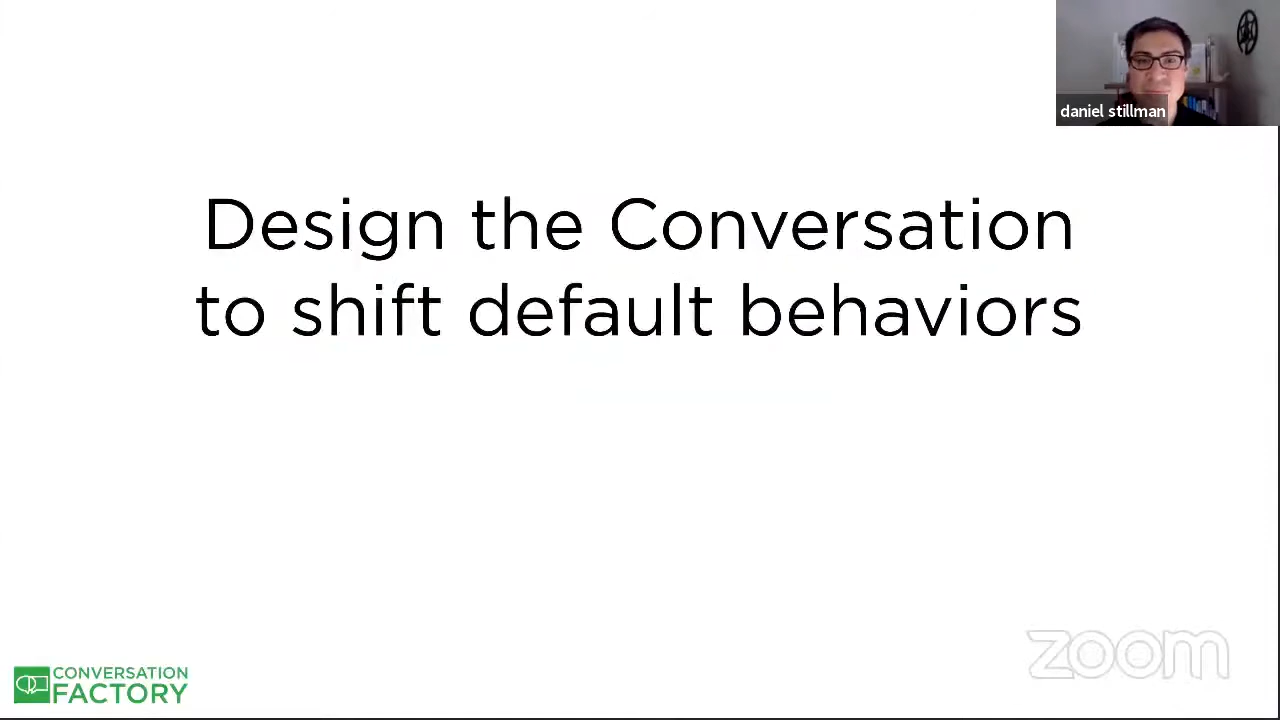 daniel stillman
Design the Conversation
to shift default behaviors
CONVERSATION
FACTORY
zoom